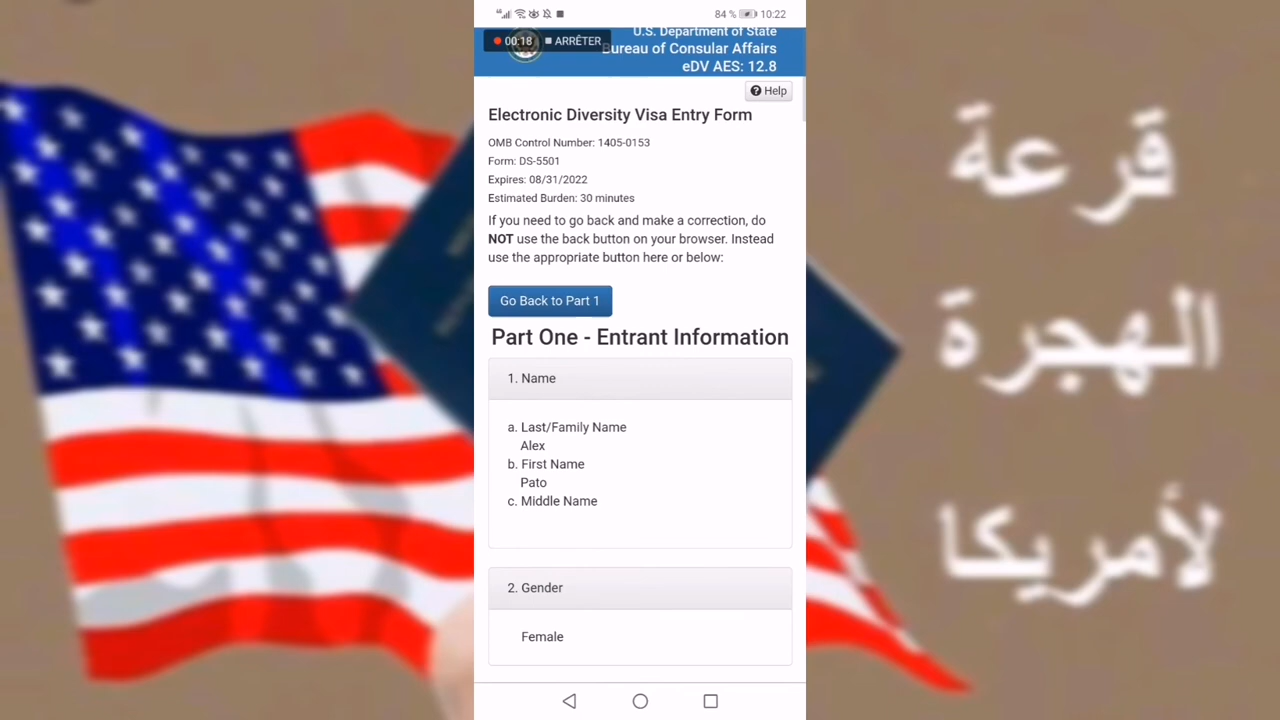 84 % 10:22
00:18 ARRÊTER
U.S. Department of State
Bureau of Consular Affairs
eDV AES: 12.8
Help
Electronic Diversity Visa Entry Form
OMB Control Number: 1405-0153
Form: DS-5501
Expires: 08/31/2022
Estimated Burden: 30 minutes
If you need to go back and make a correction, do
NOT use the back button on your browser. Instead
use the appropriate button here or below:
Go Back to Part 1
Part One - Entrant Information
1. Name
a. Last/Family Name
Alex
b. First Name
Pato
c. Middle Name
2. Gender
Female
قرعة
الهجرة
لأمريكا